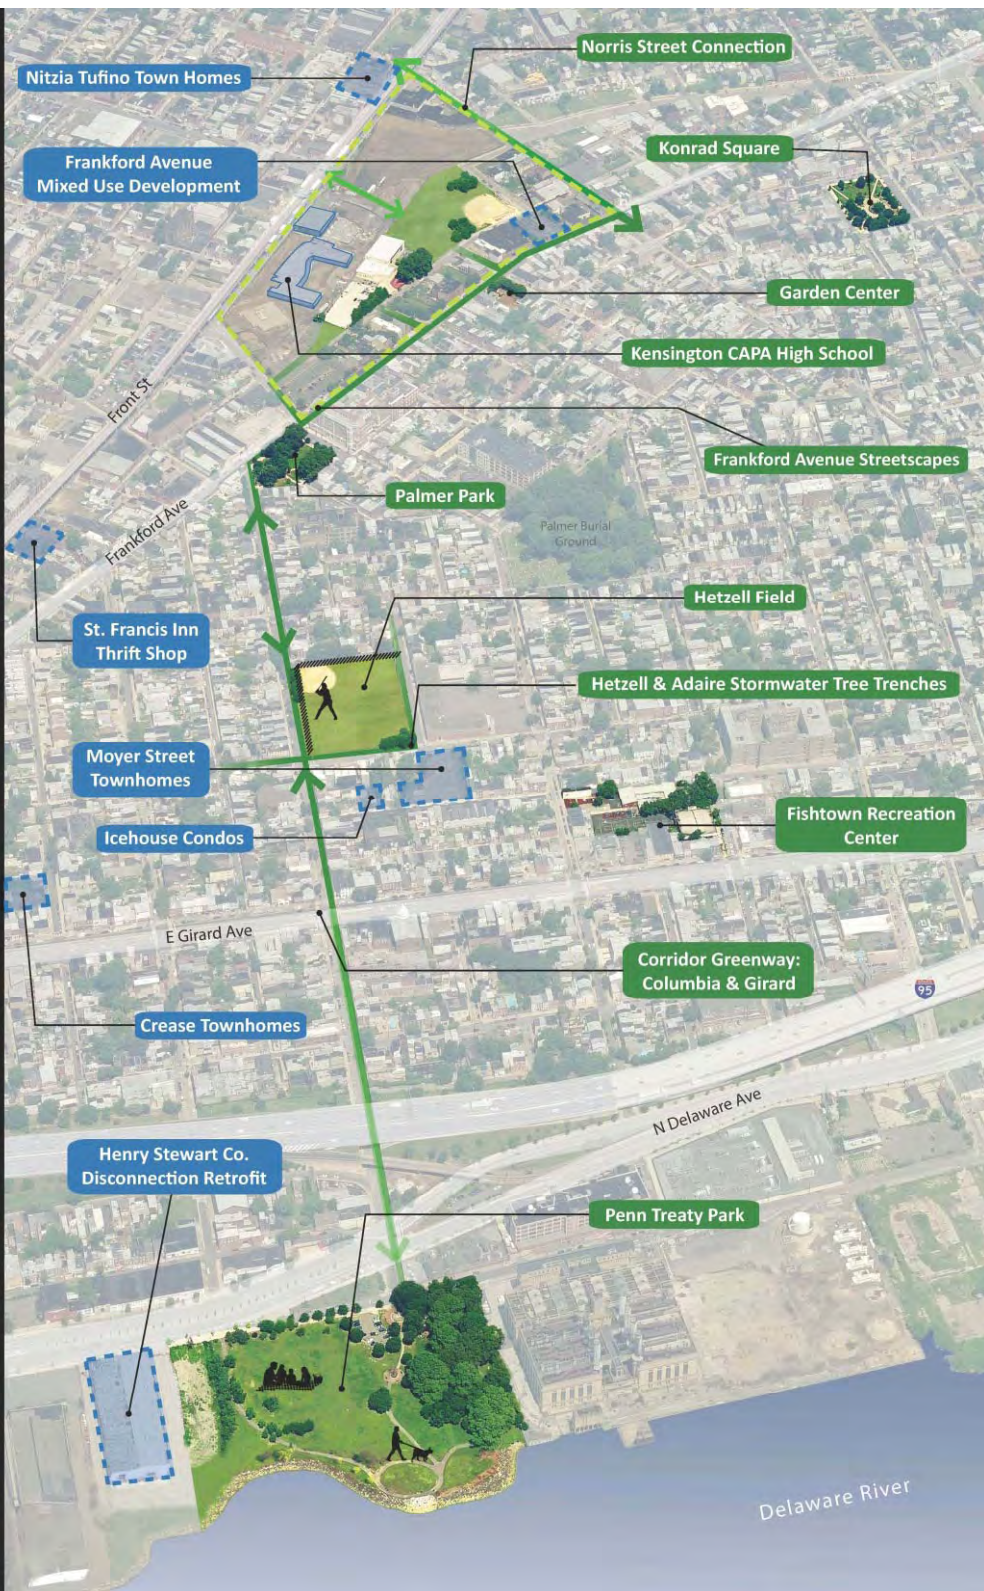 Norris Street Connection
Nitzia Tufino Town Homes
Konrad Square
Frankford Avenue
Mixed Use Development
Garden Center
Kensington CAPA High School
Front St
Frankford Avenue Streetscapes
Palmer Park
Frankford Ave
Palmer Burial
Ground
Hetzell Field
St. Francis Inn
Thrift Shop
Hetzell & Adaire Stormwater Tree Trenches
Moyer Street
Townhomes
Icehouse Condos
Fishtown Recreation
Center
E Girard Ave
Corridor Greenway:
Columbia & Girard
95
Crease Townhomes
N Delaware Ave
Henry Stewart Co.
Disconnection Retrofit
Penn Treaty Park
Delaware River